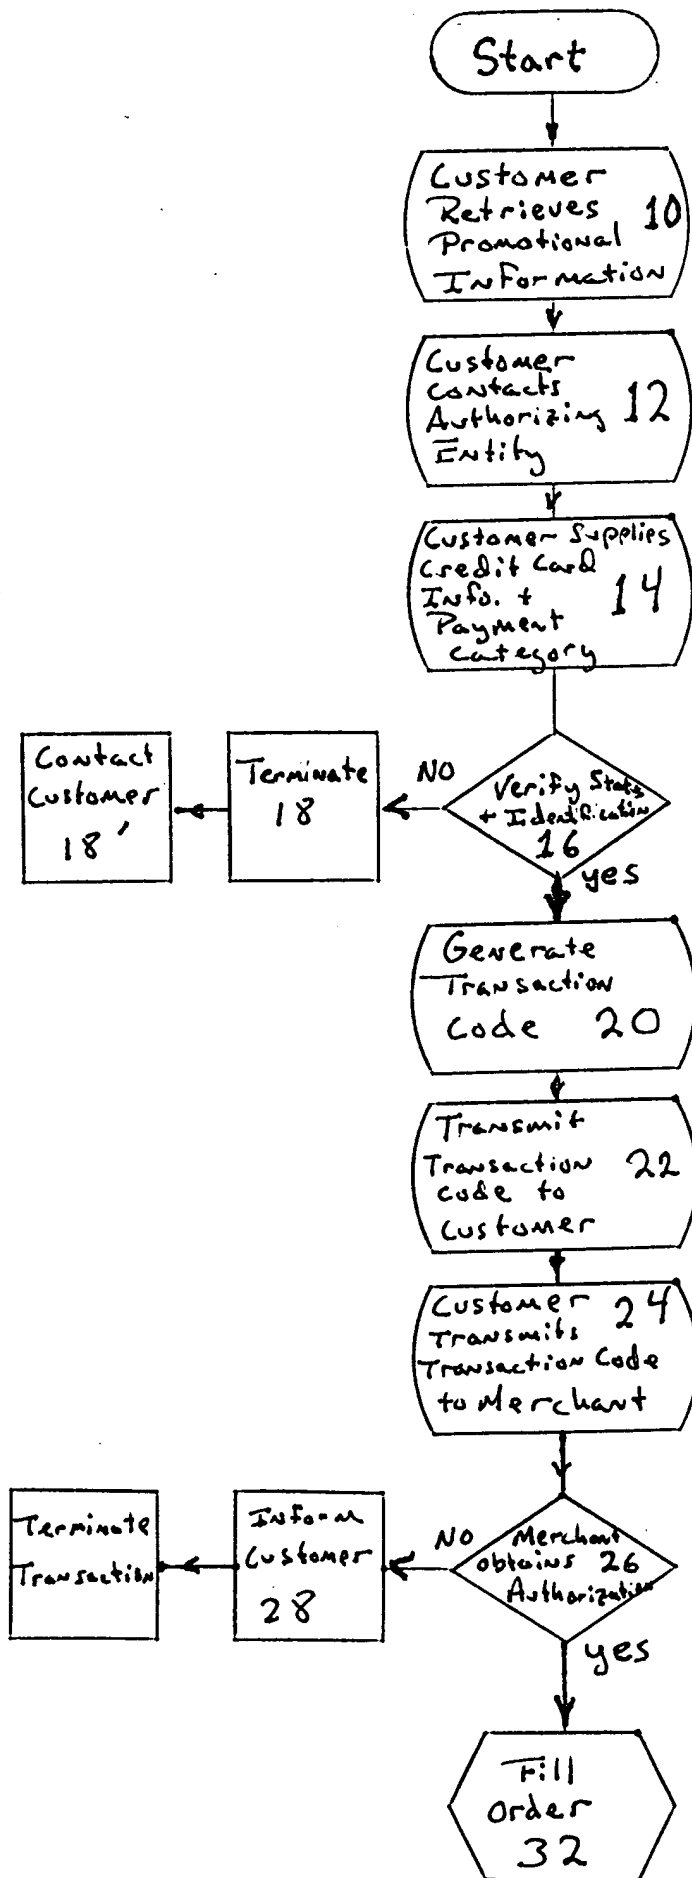 Start
Customer
Retrieves 10
Promotional
Information
Customer
Contacts
Authorizing 12
Entity
Customer Supplies
Credit Card
Info. + 14
Payment
Category
Verify Status
+ Identification
16
NO
Terminate
18
Contact
Customer
18'
yes
Generate
Transaction
Code 20
Transmit
Transaction 22
Code to
Customer
Customer 24
Transmits
Transaction Code
to Merchant
Merchant
obtains 26
Authorization
NO
Inform
Customer
28
Terminate
Transaction
yes
Fill
Order
32